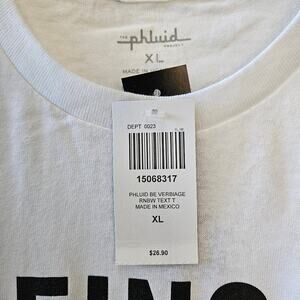 THE
phluid
PROJECT
XL
MADE IN
DEPT 0023
15068317
PHLUID BE VERBIAGE
RNBW TEXT T
MADE IN MEXICO
XL
$26.90